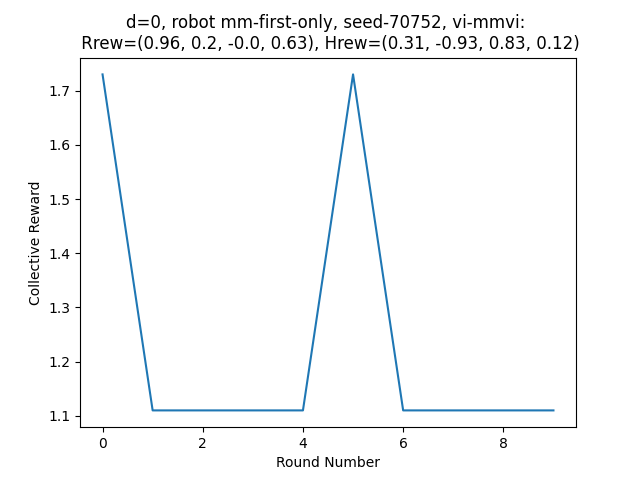 d=0, robot mm-first-only, seed-70752, vi-mmvi:
Rrew=(0.96, 0.2, -0.0, 0.63), Hrew=(0.31, -0.93, 0.83, 0.12)
1.7
1.6
1.5
1.4
1.3
1.2
1.1
Collective Reward
0 2 4 6 8
Round Number